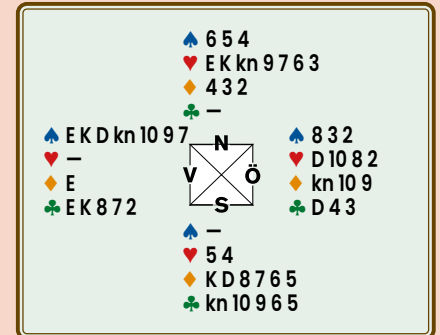 ♠ 6 5 4
♥ E K kn 9 7 6 3
♦ 4 3 2
♣ –
♠ E K D kn 10 9 7
♥ –
♦ E
♣ E K 8 7 2
N
V Ö
S
♠ 8 3 2
♥ D 10 8 2
♦ kn 10 9
♣ D 4 3
♠ –
♥ 5 4
♦ K D 8 7 6 5
♣ kn 10 9 6 5